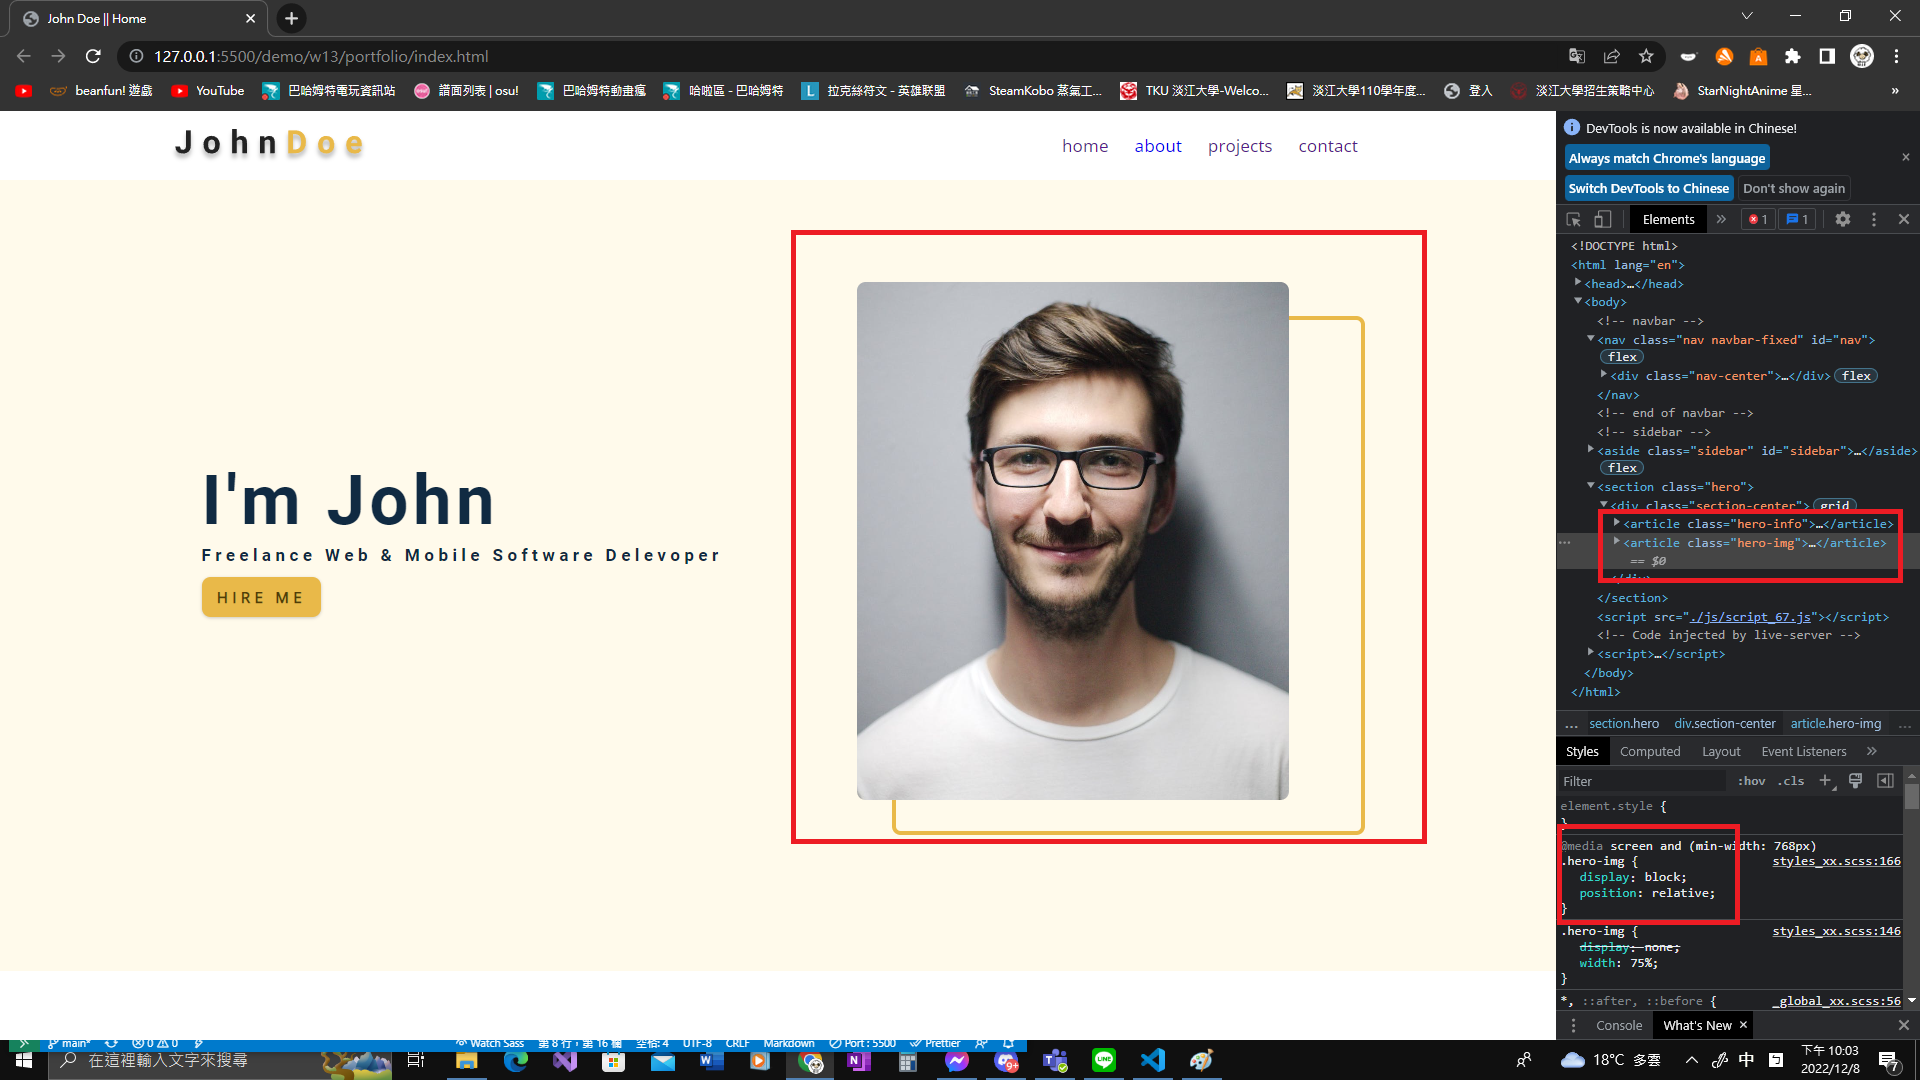 John Doe || Home
127.0.0.1:5500/demo/w13/portfolio/index.html
beanfun! 遊戲
YouTube
巴哈姆特電玩資訊站
譜面列表 | osu!
巴哈姆特動畫瘋
哈啦區 - 巴哈姆特
拉克絲符文 - 英雄联盟
SteamKobo 蒸氣工...
TKU 淡江大學-Welco...
淡江大學110學年度...
登入
淡江大學招生策略中心
StarNightAnime 星...
»
JohnDoe
home
about
projects
contact
I'm John
Freelance Web & Mobile Software Delevoper
HIRE ME
DevTools is now available in Chinese!
Always match Chrome's language
Switch DevTools to Chinese
Don't show again
Elements
»
1
1
<!DOCTYPE html>
<html lang="en">
<head>…</head>
<body>
<!-- navbar -->
<nav class="nav navbar-fixed" id="nav">
flex
<div class="nav-center">…</div> flex
</nav>
<!-- end of navbar -->
<!-- sidebar -->
<aside class="sidebar" id="sidebar">…</aside>
flex
<section class="hero">
<div class="section-center"> grid
<article class="hero-info">…</article>
<article class="hero-img">…</article>
== $0
</div>
</section>
<script src="./js/script_67.js"></script>
<!-- Code injected by live-server -->
<script>…</script>
</body>
</html>
...
section.hero
div.section-center
article.hero-img
...
Styles
Computed
Layout
Event Listeners
»
Filter
:hov
.cls
element.style {
}
@media screen and (min-width: 768px)
.hero-img {
styles_xx.scss:166
display: block;
position: relative;
}
.hero-img {
styles_xx.scss:146
display: none;
width: 75%;
}
*, ::after, ::before {
_global_xx.scss:56
Console
What's New
main*
0
0
Watch Sass
第 8 行，第 16 欄
空格: 4
UTF-8
CRLF
Markdown
Port : 5500
Prettier
在這裡輸入文字來搜尋
9+
18°C 多雲
中
下午 10:03
2022/12/8
7